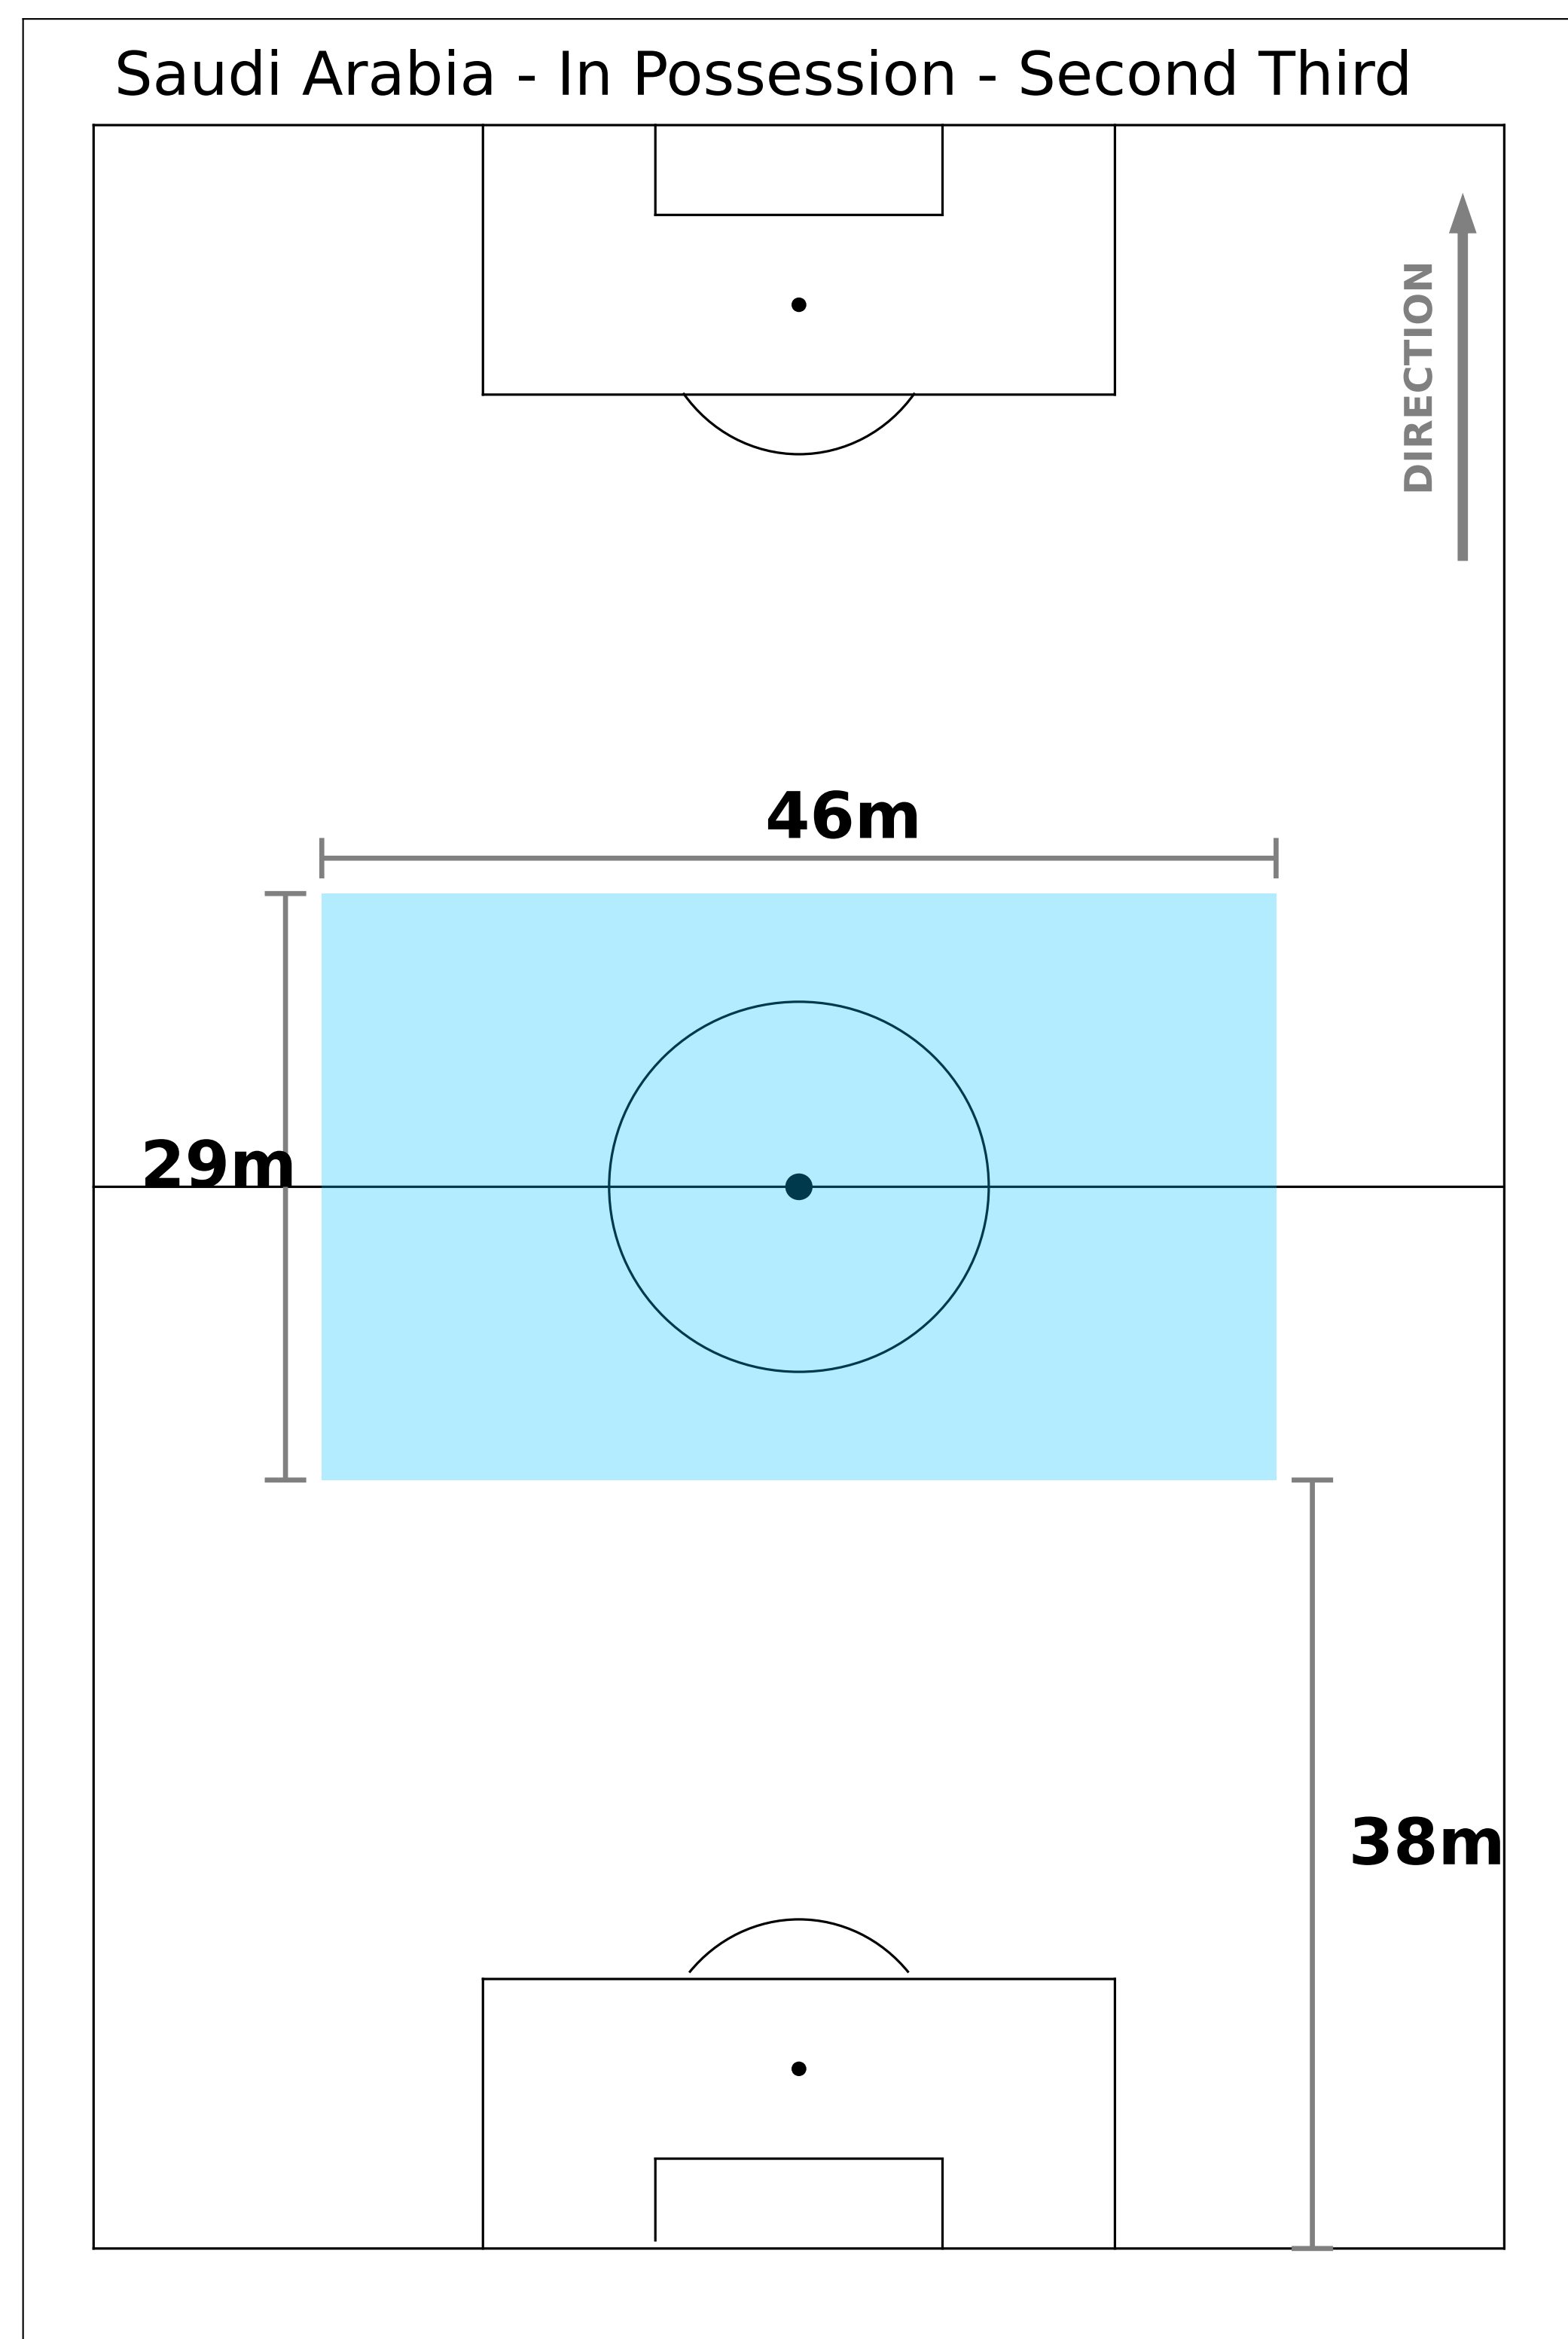 Saudi Arabia - In Possession - Second Third
DIRECTION
46m
29m
38m